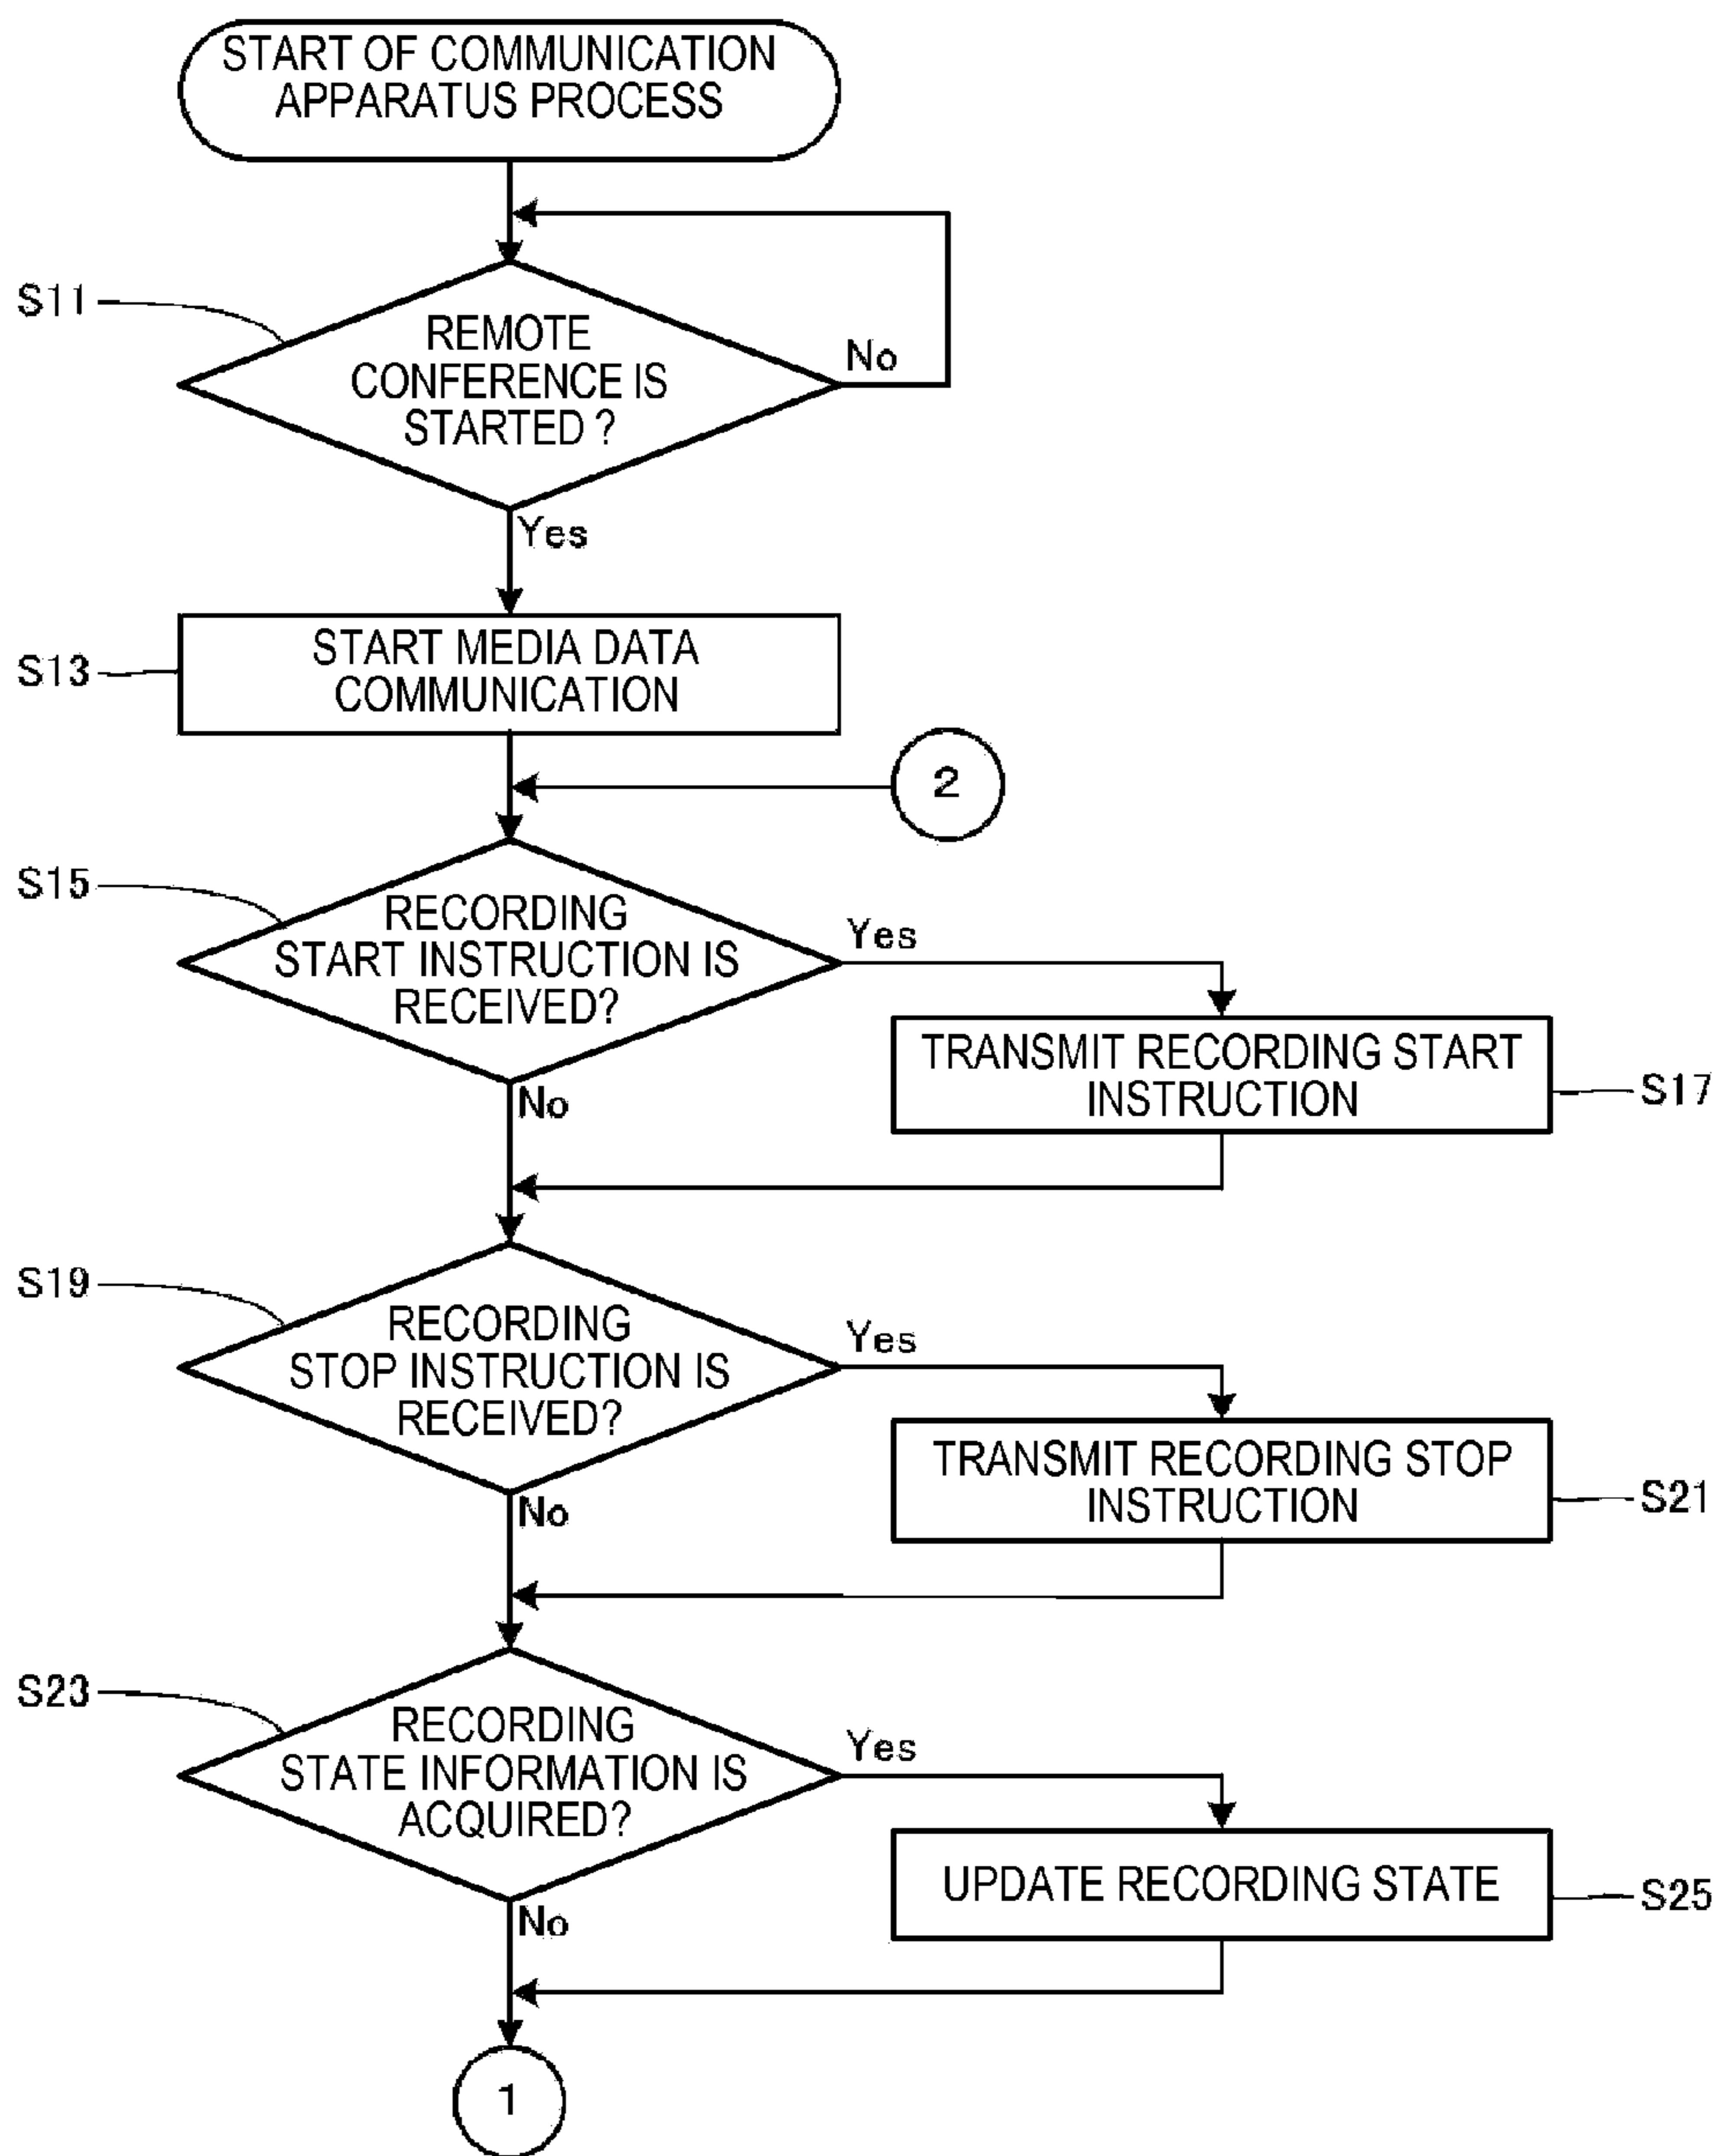 START OF COMMUNICATION
APPARATUS PROCESS
S11
REMOTE
CONFERENCE IS
STARTED ?
No
Yes
S13
START MEDIA DATA
COMMUNICATION
2
S15
RECORDING
START INSTRUCTION IS
RECEIVED?
Yes
No
TRANSMIT RECORDING START
INSTRUCTION
S17
S19
RECORDING
STOP INSTRUCTION IS
RECEIVED?
Yes
No
TRANSMIT RECORDING STOP
INSTRUCTION
S21
S23
RECORDING
STATE INFORMATION IS
ACQUIRED?
Yes
No
UPDATE RECORDING STATE
S25
1